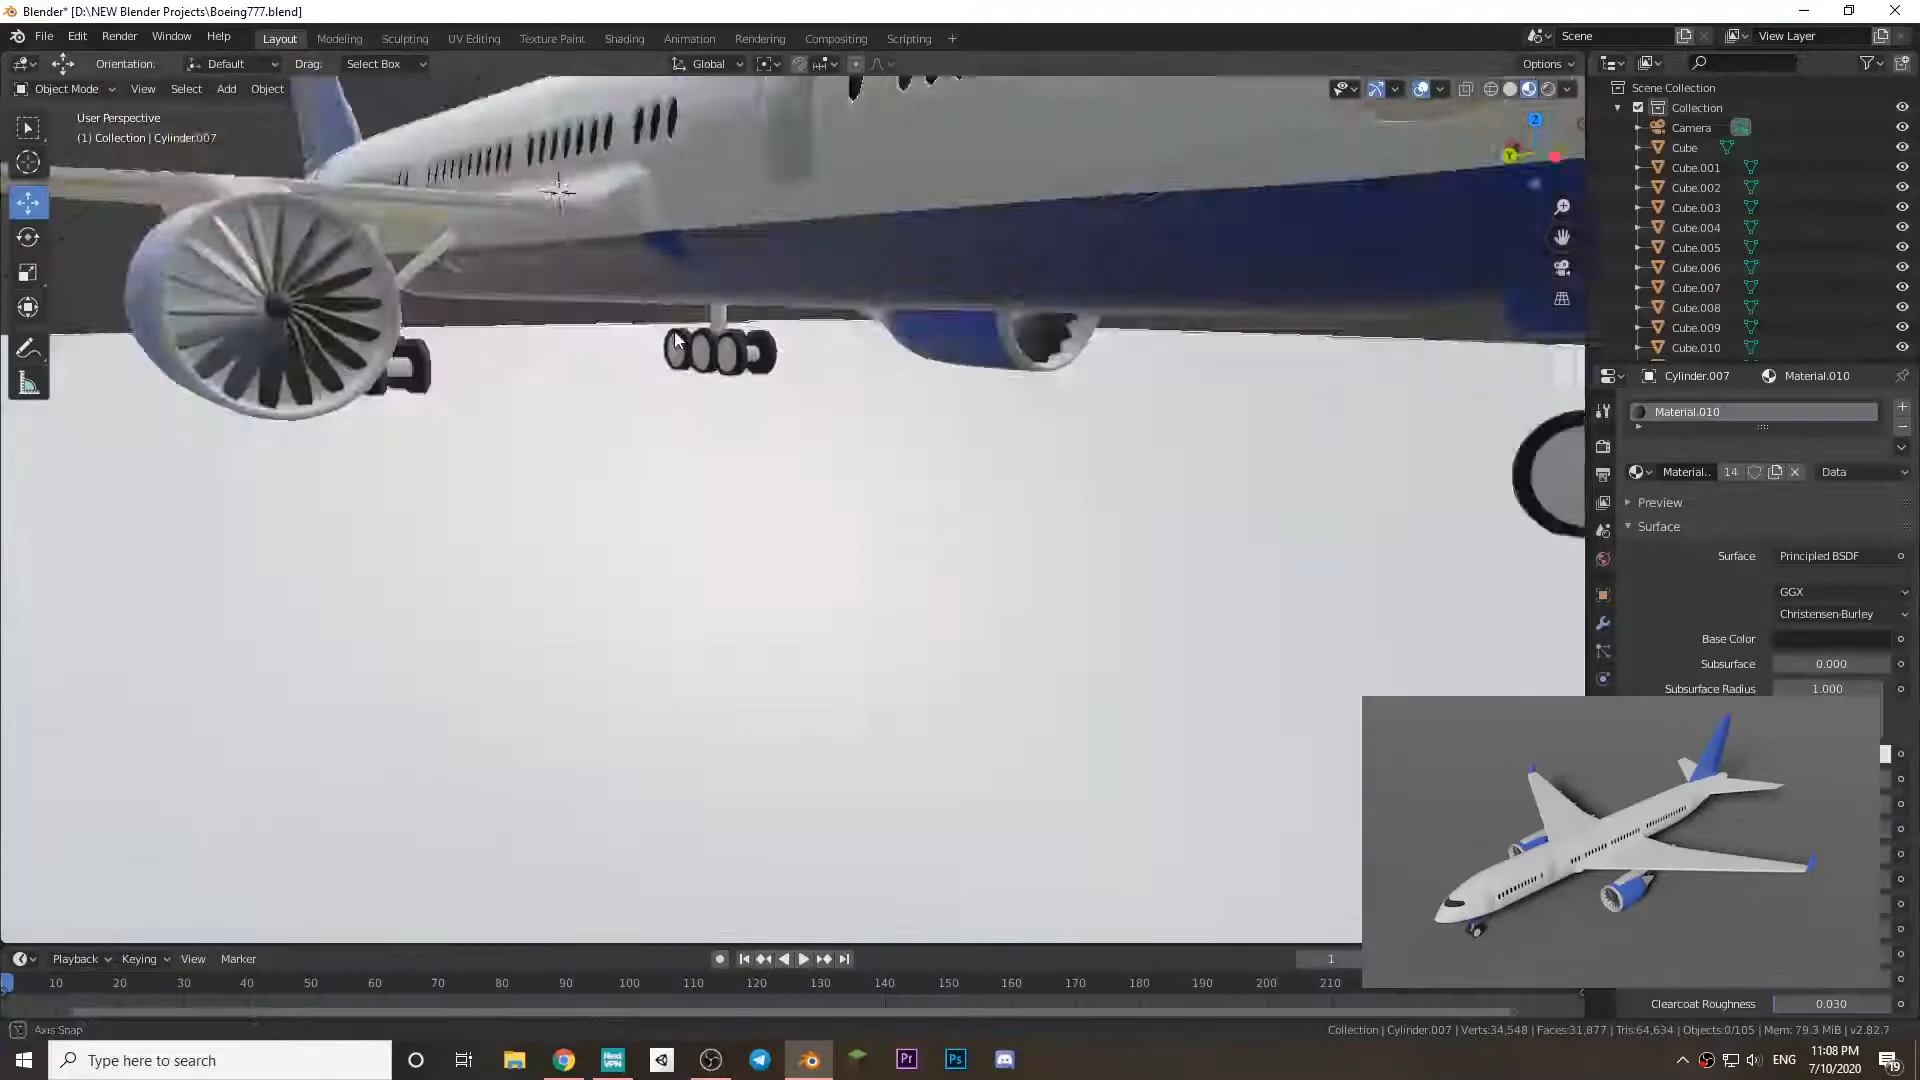 Blender* [D:\NEW Blender Projects\Boeing777.blend]
File Edit Render Window Help Layout Modeling Sculpting UV Editing Texture Paint Shading Animation Rendering Compositing Scripting + Scene View Layer
Orientation: Default Drag: Select Box Global Options
Object Mode View Select Add Object
User Perspective
(1) Collection | Cylinder.007
Z
Y
Scene Collection
Collection
Camera
Cube
Cube.001
Cube.002
Cube.003
Cube.004
Cube.005
Cube.006
Cube.007
Cube.008
Cube.009
Cube.010
Cylinder.007 Material.010
Material.010
Material.. 14 Data
Preview
Surface
Surface Principled BSDF
GGX
Christensen-Burley
Base Color
Subsurface 0.000
Subsurface Radius 1.000
Clearcoat Roughness 0.030
Playback Keying View Marker 1
10 20 30 40 50 60 70 80 90 100 110 120 130 140 150 160 170 180 190 200 210
Axis Snap
Collection | Cylinder.007 | Verts:34,548 | Faces:31,877 | Tris:64,634 | Objects:0/105 | Mem: 79.3 MiB | v2.82.7
Type here to search
Pr Ps
ENG
11:08 PM
7/10/2020
19